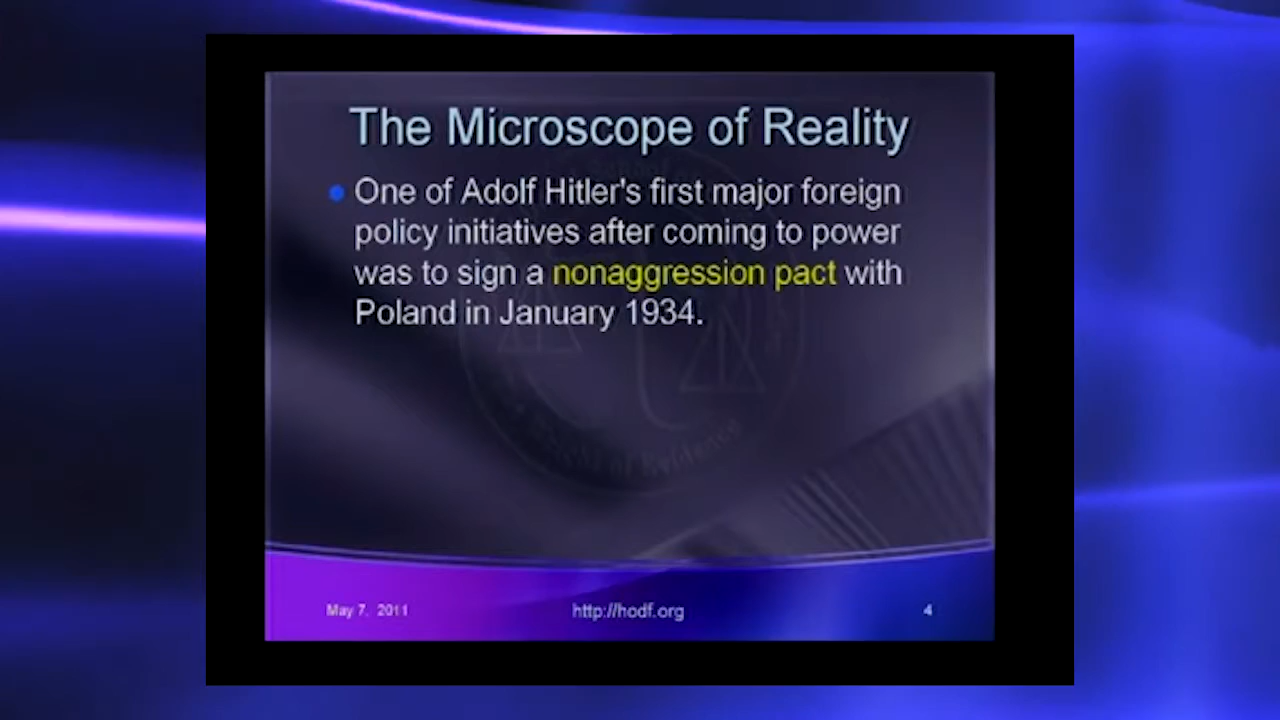 The Microscope of Reality
One of Adolf Hitler's first major foreign
policy initiatives after coming to power
was to sign a nonaggression pact with
Poland in January 1934.
May 7, 2011
http://hodf.org
4